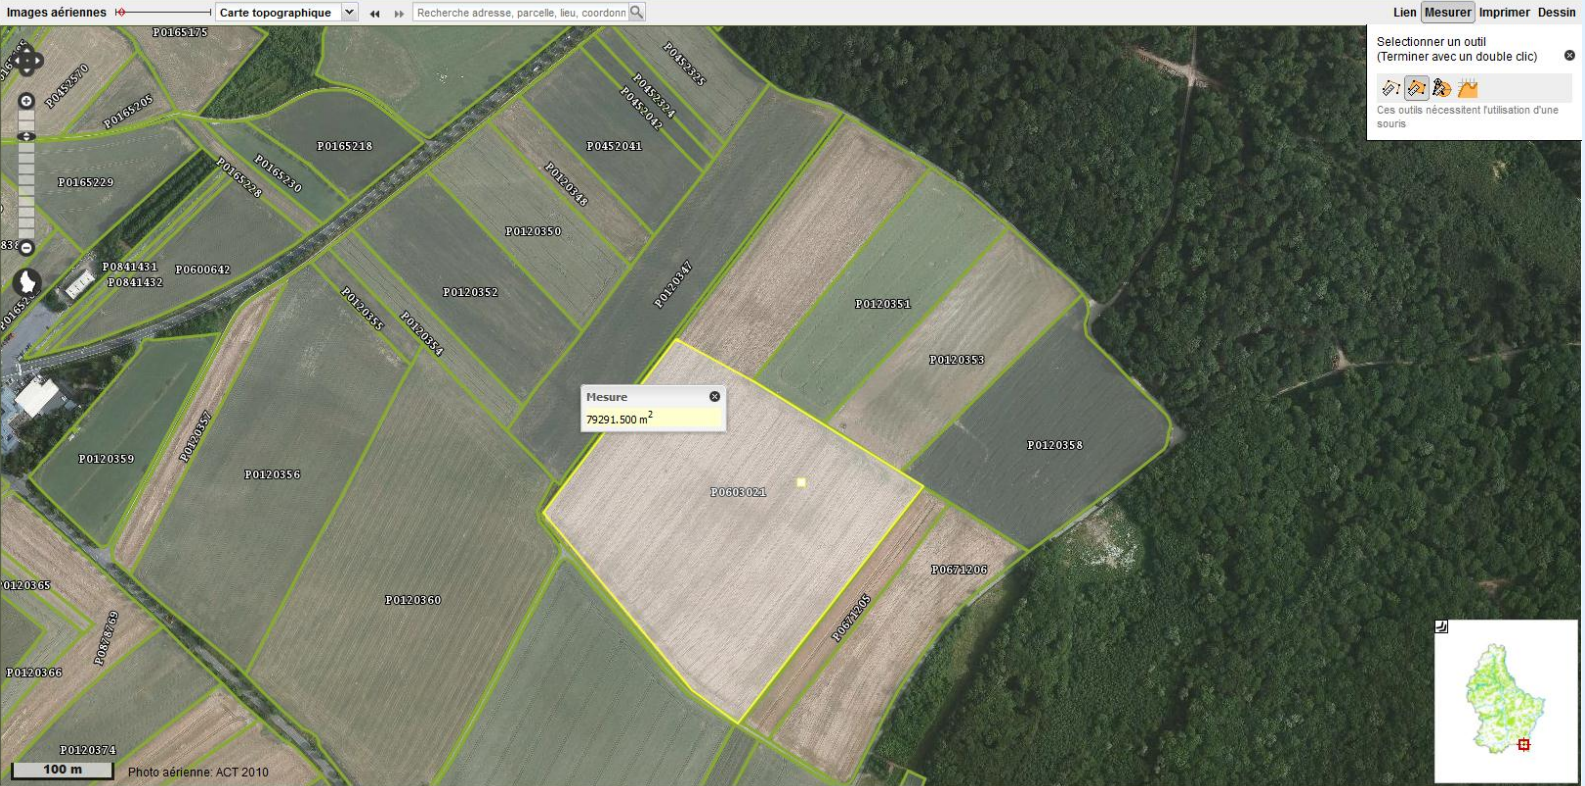 Images aériennes
Carte topographique
Recherche adresse, parcelle, lieu, coordonn
Lien Mesurer Imprimer Dessin
Selectionner un outil
(Terminer avec un double clic)
Ces outils nécessitent l'utilisation d'une
souris
P0165175
P0452570
P0165205
P0452325
P0452324
P0452042
P0452041
P0165218
P0165230
P0165228
P0165229
P0120348
P0120350
P0841431
P0841432
P0600642
P0120352
P0120347
P0120351
P0120355
P0120354
P0120353
Mesure
79291.500 m2
P0120357
P0120359
P0120356
P0120358
P0603021
P0671206
P0120365
P0120360
P0671205
P0878769
P0120366
P0120374
100 m
Photo aérienne: ACT 2010